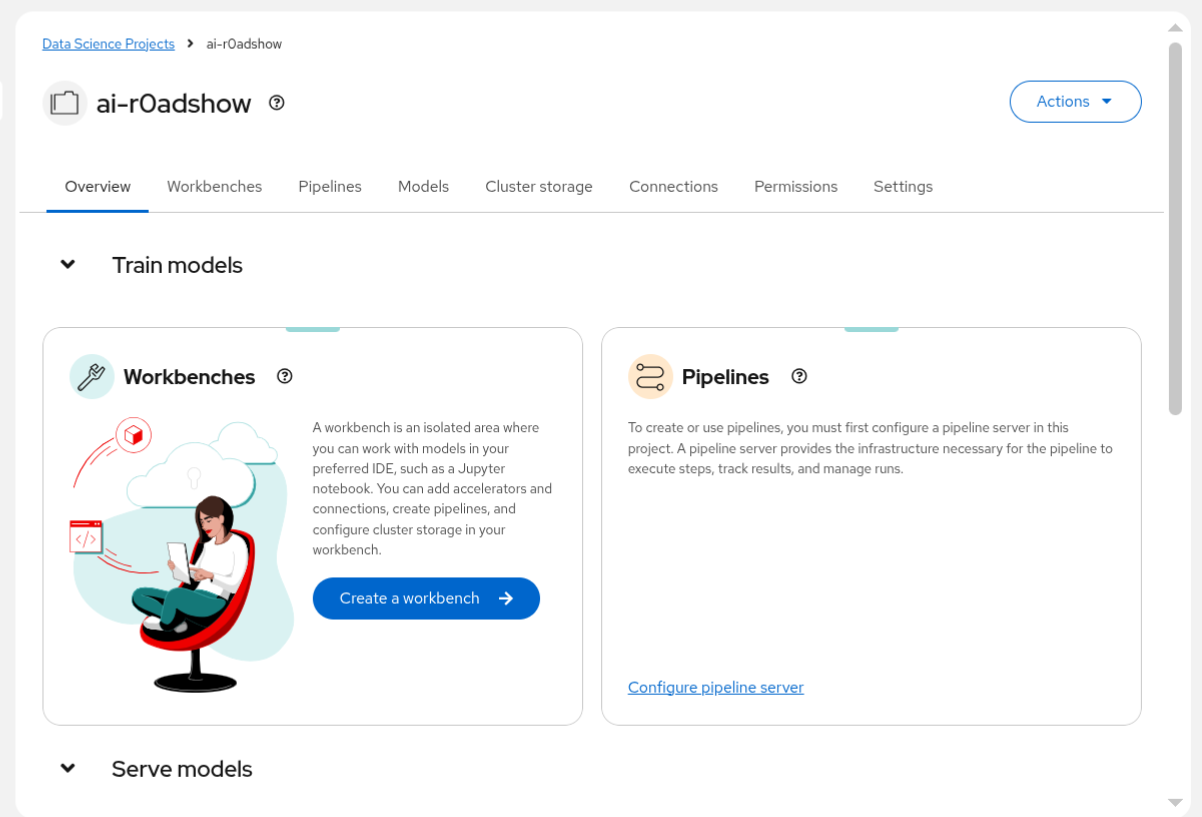 Data Science Projects > ai-r0adshow
ai-r0adshow
Actions
Overview Workbenches Pipelines Models Cluster storage Connections Permissions Settings
Train models
Workbenches
A workbench is an isolated area where
you can work with models in your
preferred IDE, such as a Jupyter
notebook. You can add accelerators and
connections, create pipelines, and
configure cluster storage in your
workbench.
</>
Create a workbench →
Pipelines
To create or use pipelines, you must first configure a pipeline server in this
project. A pipeline server provides the infrastructure necessary for the pipeline to
execute steps, track results, and manage runs.
Configure pipeline server
Serve models